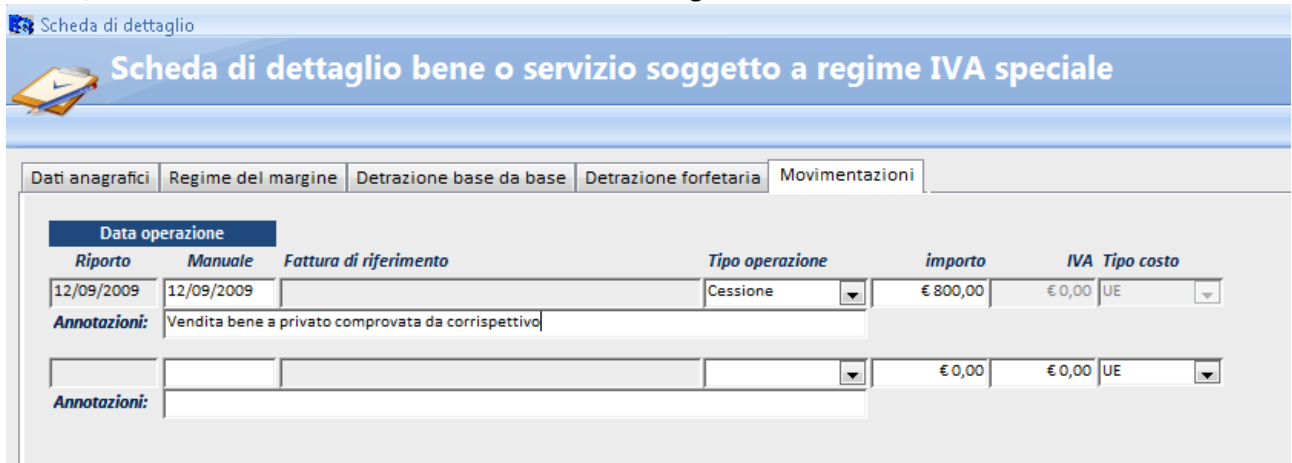 Scheda di dettaglio
Scheda di dettaglio bene o servizio soggetto a regime IVA speciale
Dati anagrafici Regime del margine Detrazione base da base Detrazione forfetaria Movimentazioni
Data operazione
Riporto Manuale Fattura di riferimento Tipo operazione importo IVA Tipo costo
12/09/2009 12/09/2009 Cessione € 800,00 € 0,00 UE
Annotazioni: Vendita bene a privato comprovata da corrispettivo
€ 0,00 € 0,00 UE
Annotazioni: